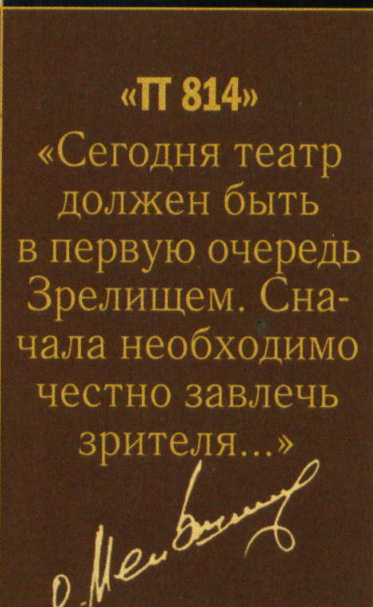 «ТТ 814»
«Сегодня театр
должен быть
в первую очередь
Зрелищем. Сна-
чала необходимо
честно завлечь
зрителя...»